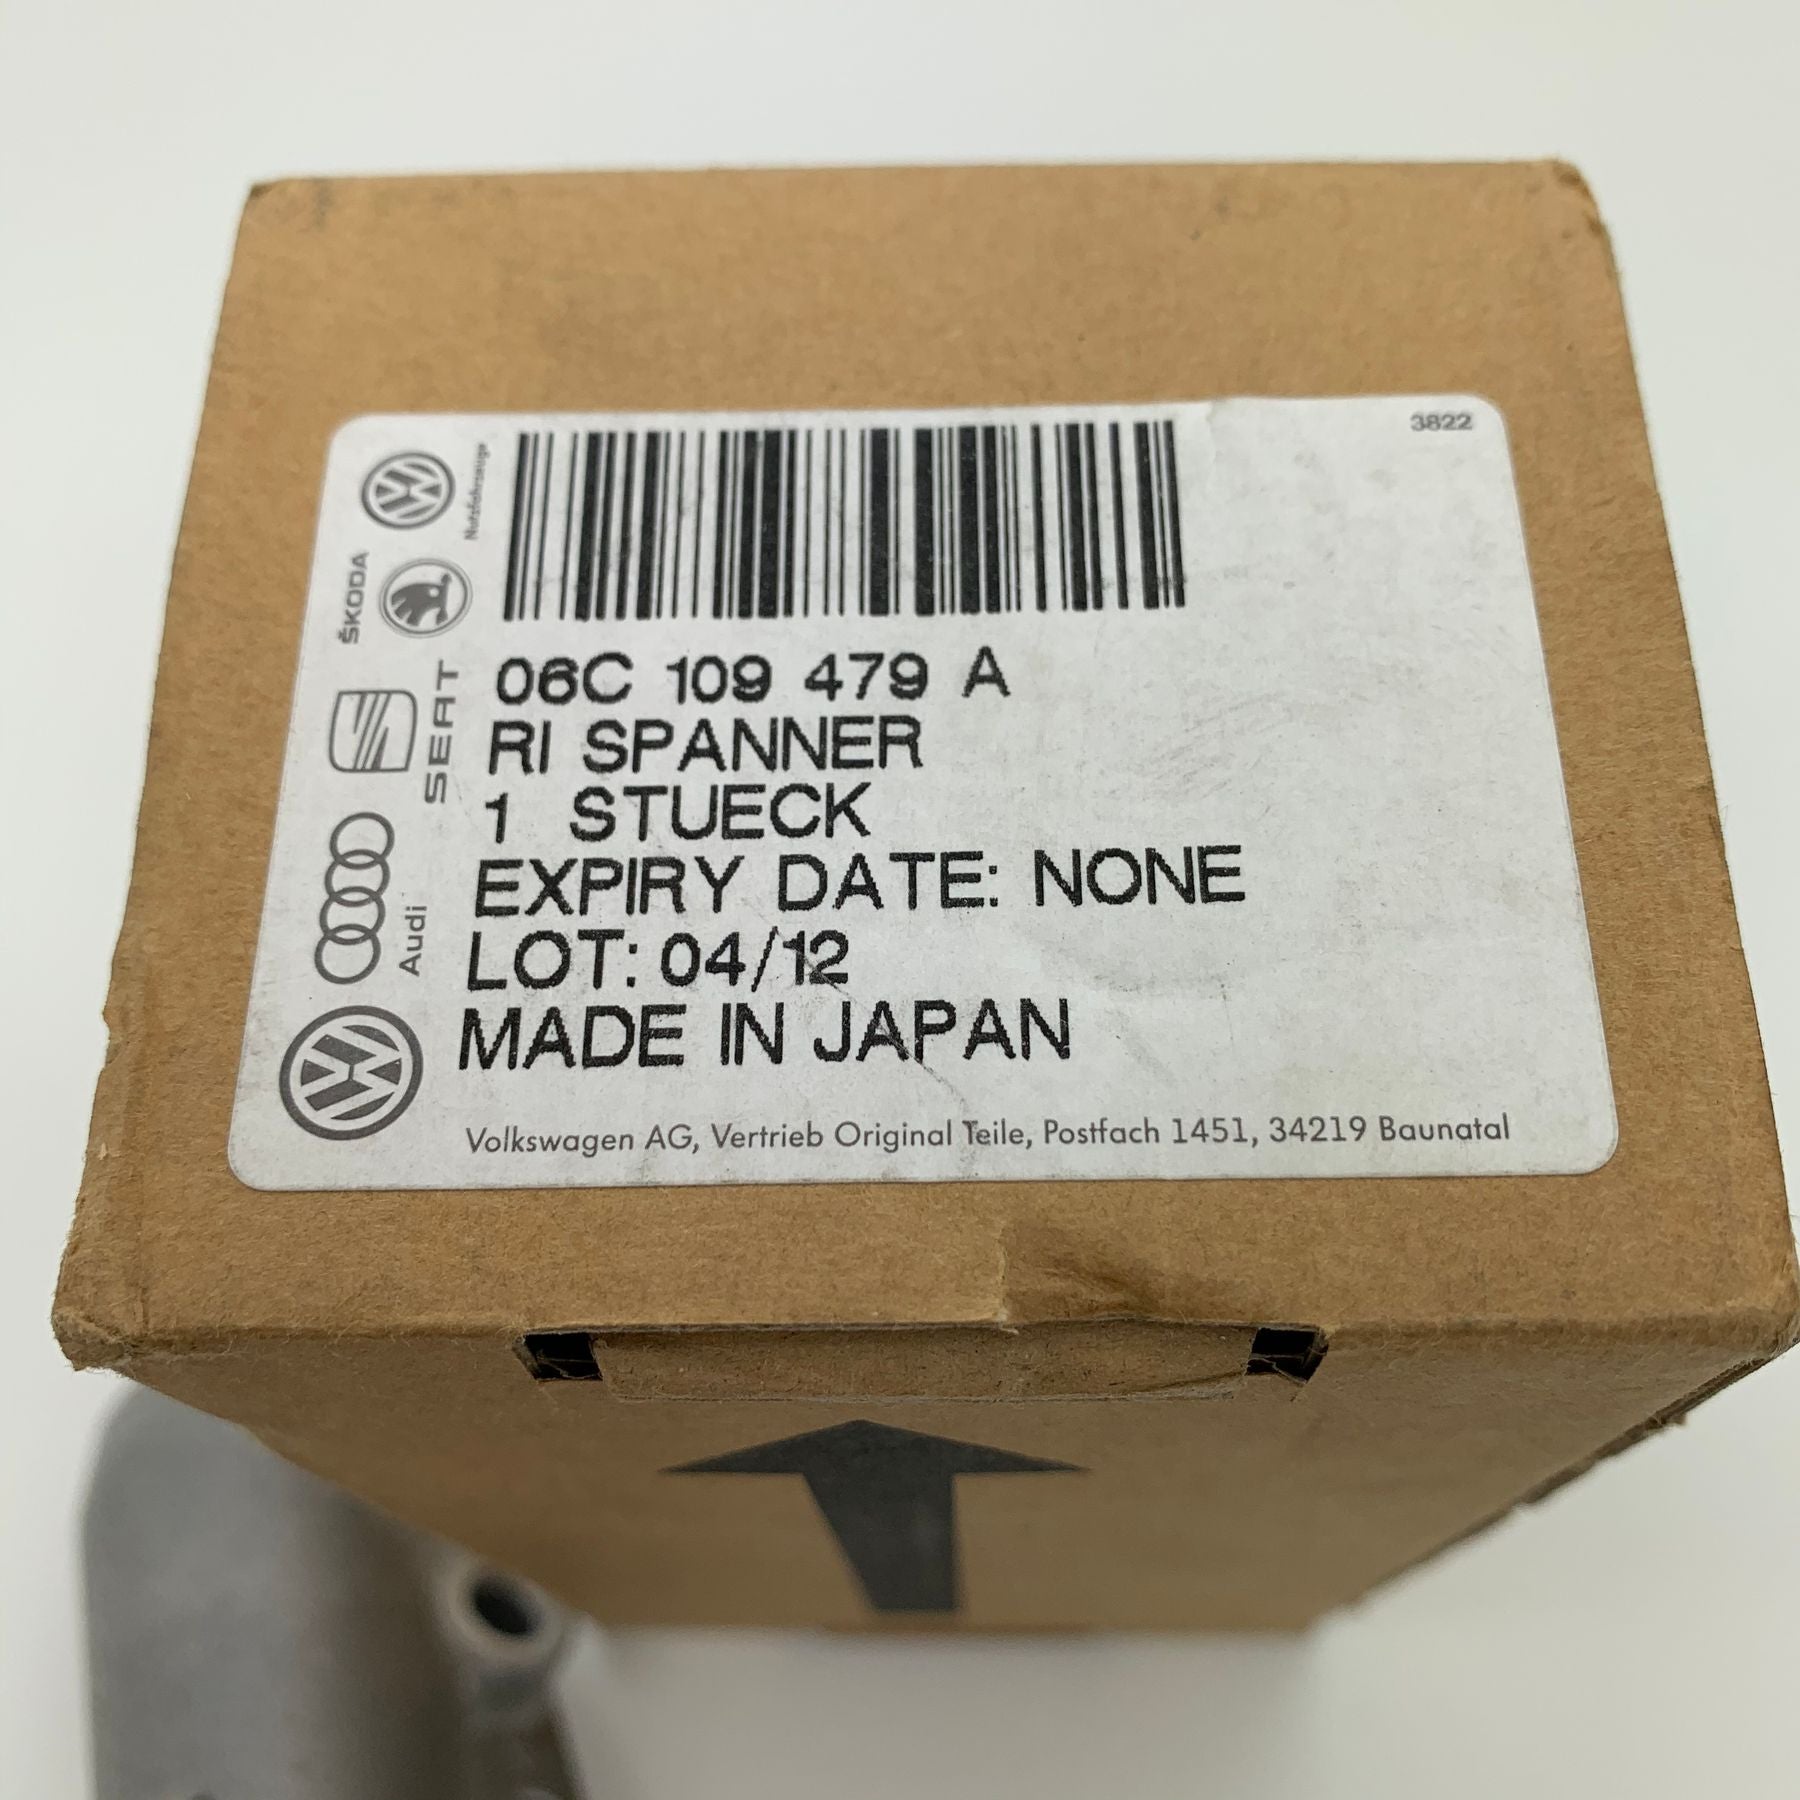 3822
Nutzfahrzeuge
ŠKODA
SEAT
Audi
06C 109 479 A
RI SPANNER
1 STUECK
EXPIRY DATE: NONE
LOT: 04/12
MADE IN JAPAN
Volkswagen AG, Vertrieb Original Teile, Postfach 1451, 34219 Baunatal